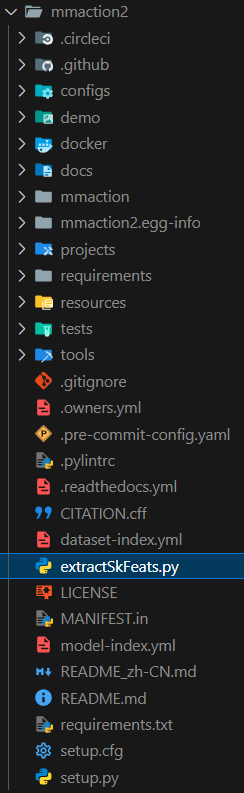 mmaction2
.circleci
.github
configs
demo
docker
docs
mmaction
mmaction2.egg-info
projects
requirements
resources
tests
tools
.gitignore
.owners.yml
.pre-commit-config.yaml
.pylintrc
.readthedocs.yml
CITATION.cff
dataset-index.yml
extractSkFeats.py
LICENSE
MANIFEST.in
model-index.yml
README_zh-CN.md
README.md
requirements.txt
setup.cfg
setup.py